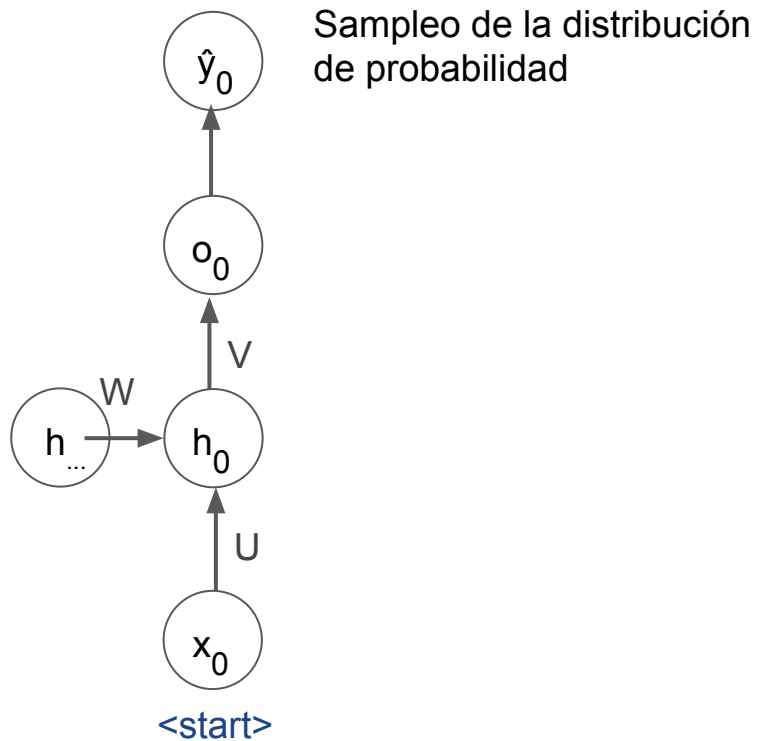 Sampleo de la distribución
de probabilidad
ŷ0
o0
V
W
h...
h0
U
x0
<start>